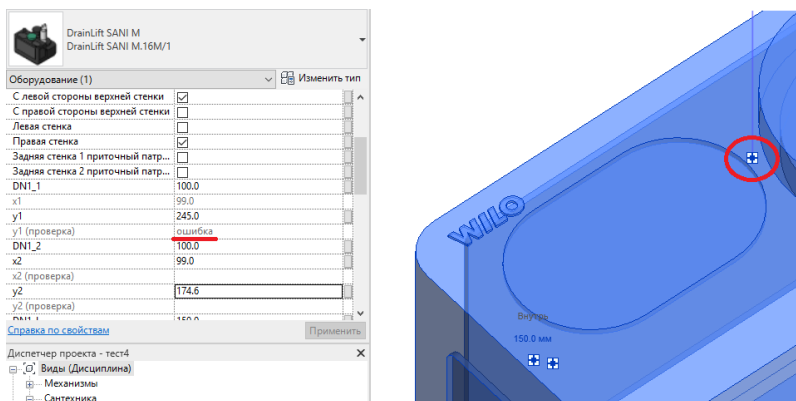 DrainLift SANI M
DrainLift SANI M.16M/1
Оборудование (1)
Изменить тип
С левой стороны верхней стенки
С правой стороны верхней стенки
Левая стенка
Правая стенка
Задняя стенка 1 приточный патр...
Задняя стенка 2 приточный патр...
DN1_1 100.0
x1 99.0
y1 245.0
y1 (проверка) ошибка
DN1_2 100.0
x2 99.0
x2 (проверка)
y2 174.6
y2 (проверка)
Справка по свойствам
Применить
Диспетчер проекта - тест4
Виды (Дисциплина)
Механизмы
Сантехника
WILO
Внутрь
150.0 мм